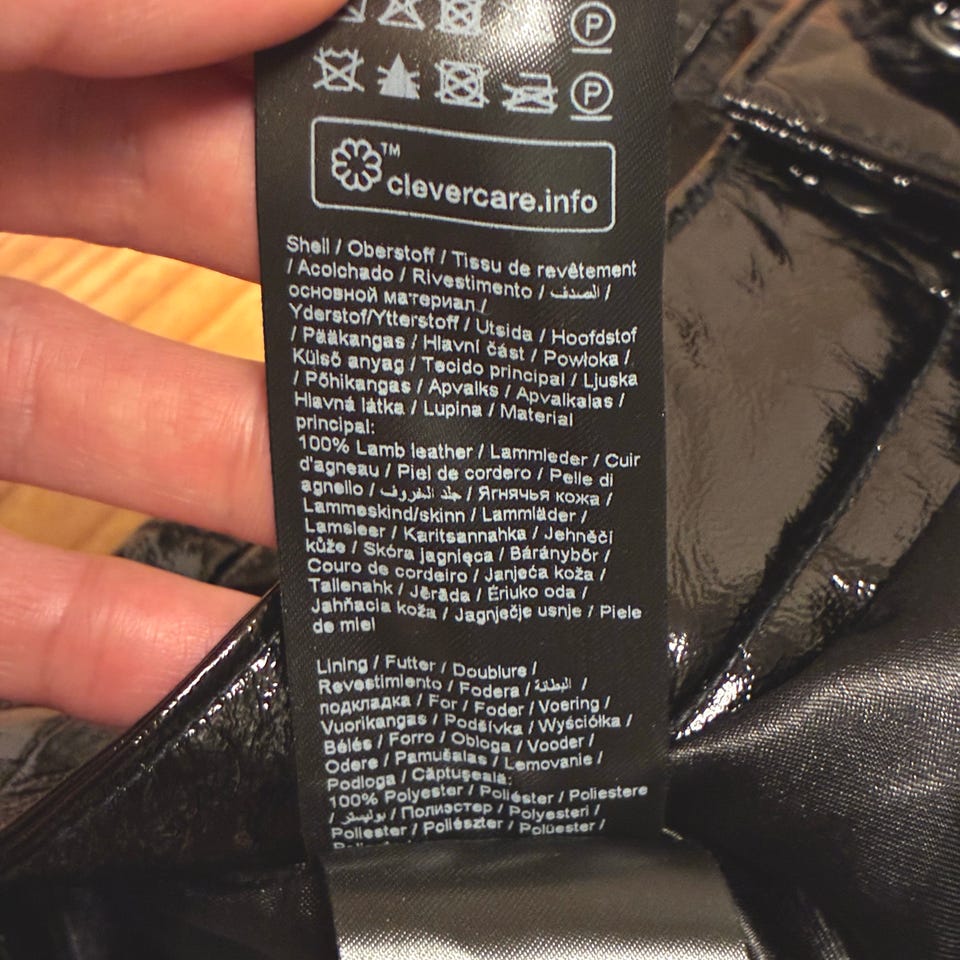 P
P
™
clevercare.info
Shell / Oberstoff / Tissu de revêtement
/ Acolchado / Rivestimento / الصدف /
основной материал /
Yderstof/Ytterstoff / Utsida / Hoofdstof
/ Pääkangas / Hlavní část / Powłoka /
Külső anyag / Tecido principal / Ljuska
/ Põhikangas / Apvalks / Apvalkalas /
Hlavná látka / Lupina / Material
principal:
100% Lamb leather / Lammleder / Cuir
d'agneau / Piel de cordero / Pelle di
agnello / جلد الخروف / Ягнячья кожа /
Lammeskind/skinn / Lammläder /
Lamsleer / Karitsannahka / Jehněčí
kůže / Skóra jagnięca / Báránybőr /
Couro de cordeiro / Janjeća koža /
Tallenahk / Jērāda / Ėriuko oda /
Jahňacia koža / Jagnječje usnje / Piele
de miel
Lining / Futter / Doublure /
Revestimiento / Fodera / البطانة /
подкладка / For / Foder / Voering /
Vuorikangas / Podšívka / Wyściółka /
Bélés / Forro / Obloga / Vooder /
Odere / Pamušalas / Lemovanie /
Podloga / Căptușeală:
100% Polyester / Poliéster / Poliestere
/ بوليستر / Полиэстер / Polyesteri /
Poliester / Poliészter / Polüester /